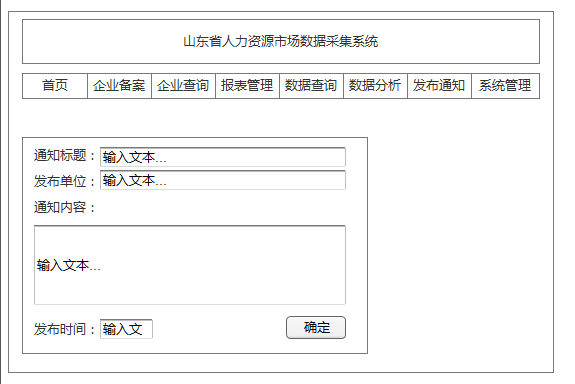 山东省人力资源市场数据采集系统
首页 企业备案 企业查询 报表管理 数据查询 数据分析 发布通知 系统管理
通知标题： 输入文本...
发布单位： 输入文本...
通知内容：
输入文本...
发布时间： 输入文 确定